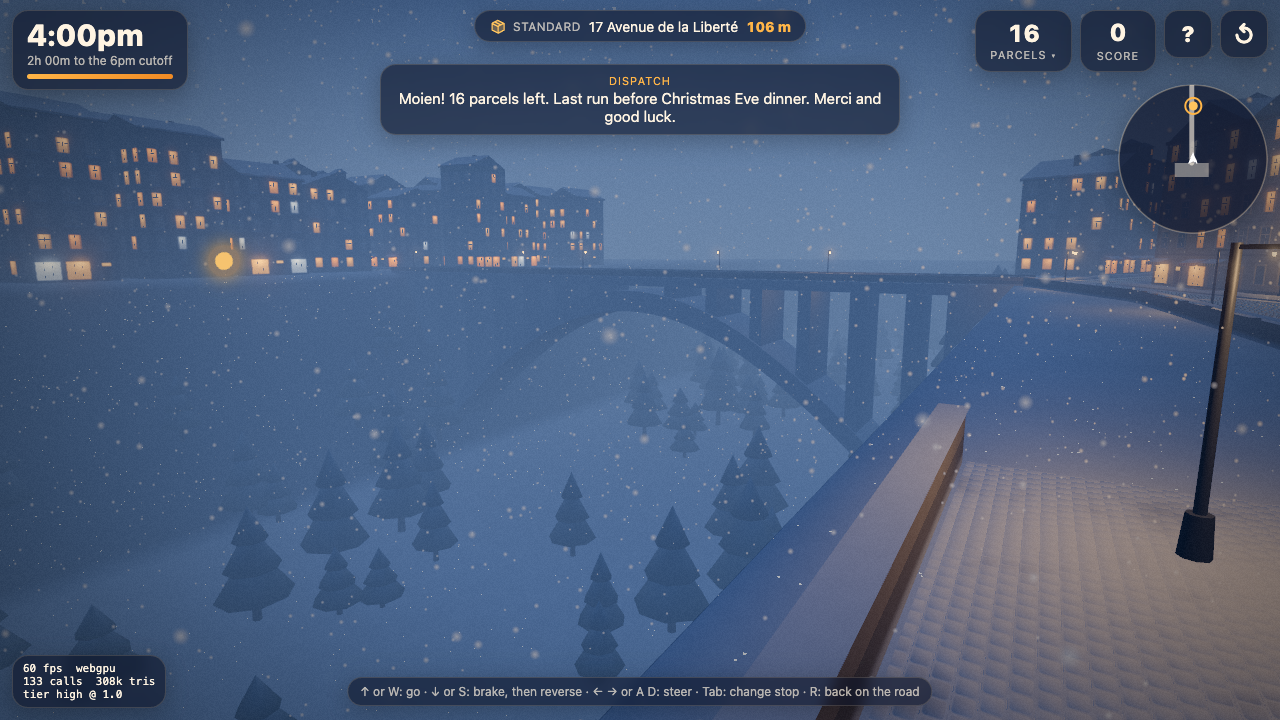 4:00pm
2h 00m to the 6pm cutoff
STANDARD 17 Avenue de la Liberté 106 m
16
PARCELS ▾
0
SCORE
?
DISPATCH
Moien! 16 parcels left. Last run before Christmas Eve dinner. Merci and
good luck.
60 fps webgpu
133 calls 308k tris
tier high @ 1.0
↑ or W: go · ↓ or S: brake, then reverse · ← → or A D: steer · Tab: change stop · R: back on the road